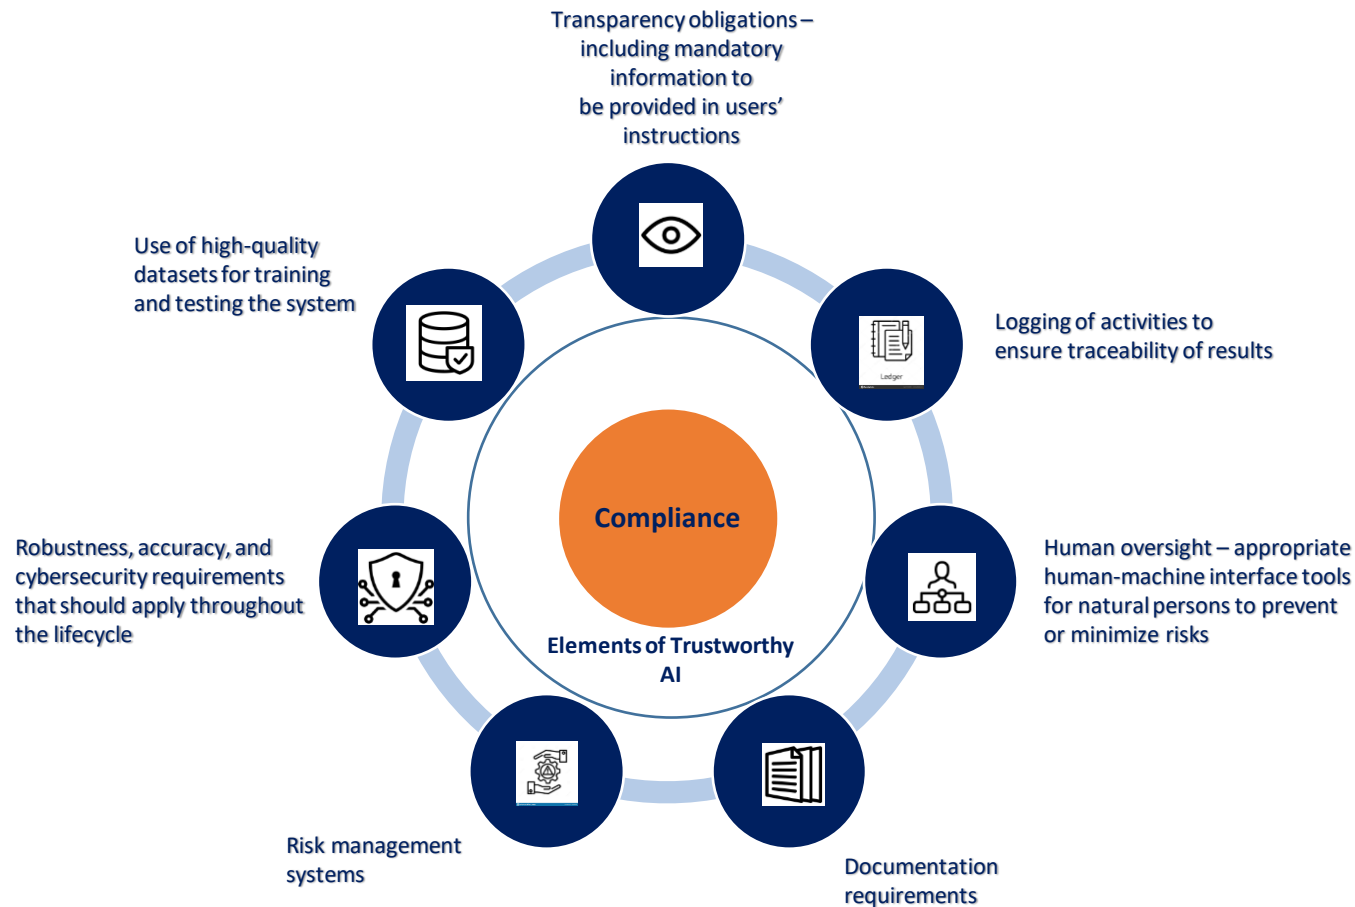 Transparency obligations –
including mandatory
information to
be provided in users’
instructions
Use of high-quality
datasets for training
and testing the system
Ledger
Logging of activities to
ensure traceability of results
Compliance
Robustness, accuracy, and
cybersecurity requirements
that should apply throughout
the lifecycle
Human oversight – appropriate
human-machine interface tools
for natural persons to prevent
or minimize risks
Elements of Trustworthy
AI
Risk management
systems
Documentation
requirements